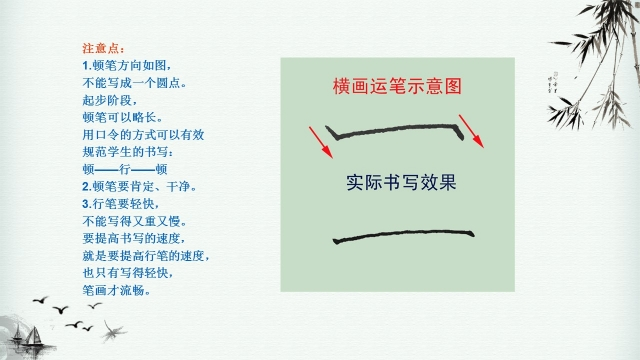 注意点：
1.顿笔方向如图，
不能写成一个圆点。
起步阶段，
顿笔可以略长。
用口令的方式可以有效
规范学生的书写：
顿——行——顿
2.顿笔要肯定、干净。
3.行笔要轻快，
不能写得又重又慢。
要提高书写的速度，
就是要提高行笔的速度，
也只有写得轻快，
笔画才流畅。
横画运笔示意图
实际书写效果